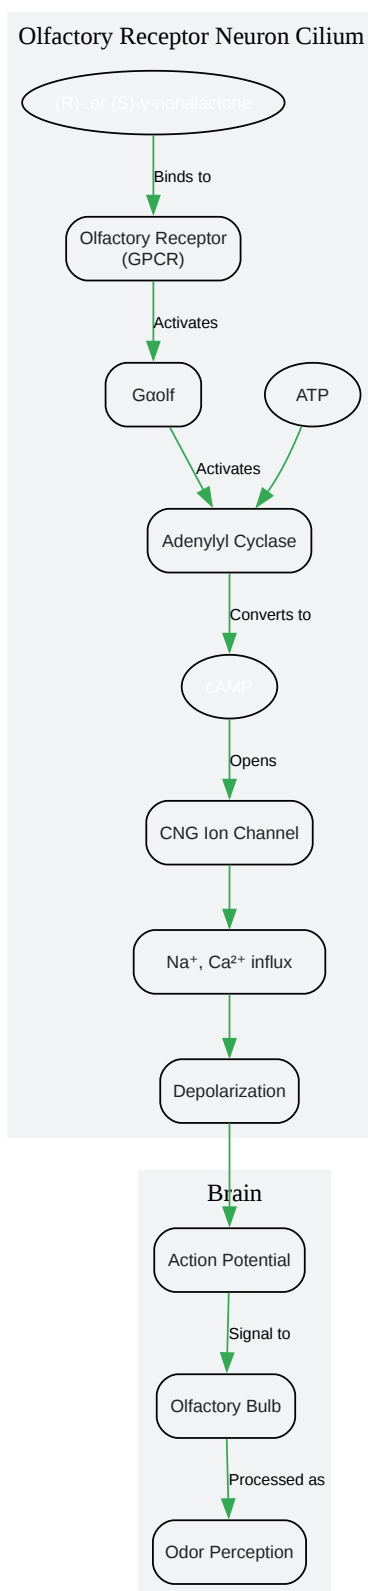 Olfactory Receptor Neuron Cilium
(R)- or (S)-γ-nonalactone
Binds to
Olfactory Receptor
(GPCR)
Activates
Gαolf
ATP
Activates
Adenylyl Cyclase
Converts to
cAMP
Opens
CNG Ion Channel
Na⁺, Ca²⁺ influx
Depolarization
Brain
Action Potential
Signal to
Olfactory Bulb
Processed as
Odor Perception